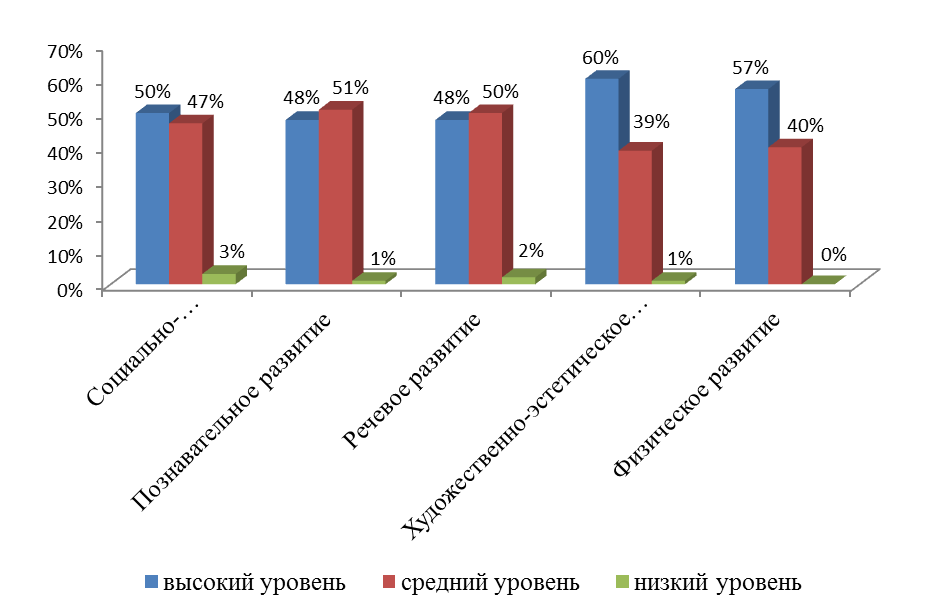 70%
60%
50%
40%
30%
20%
10%
0%
50%
47%
3%
48%
51%
1%
48%
50%
2%
60%
39%
1%
57%
40%
0%
Социально-…
Познавательное развитие
Речевое развитие
Художественно-эстетическое…
Физическое развитие
высокий уровень
средний уровень
низкий уровень